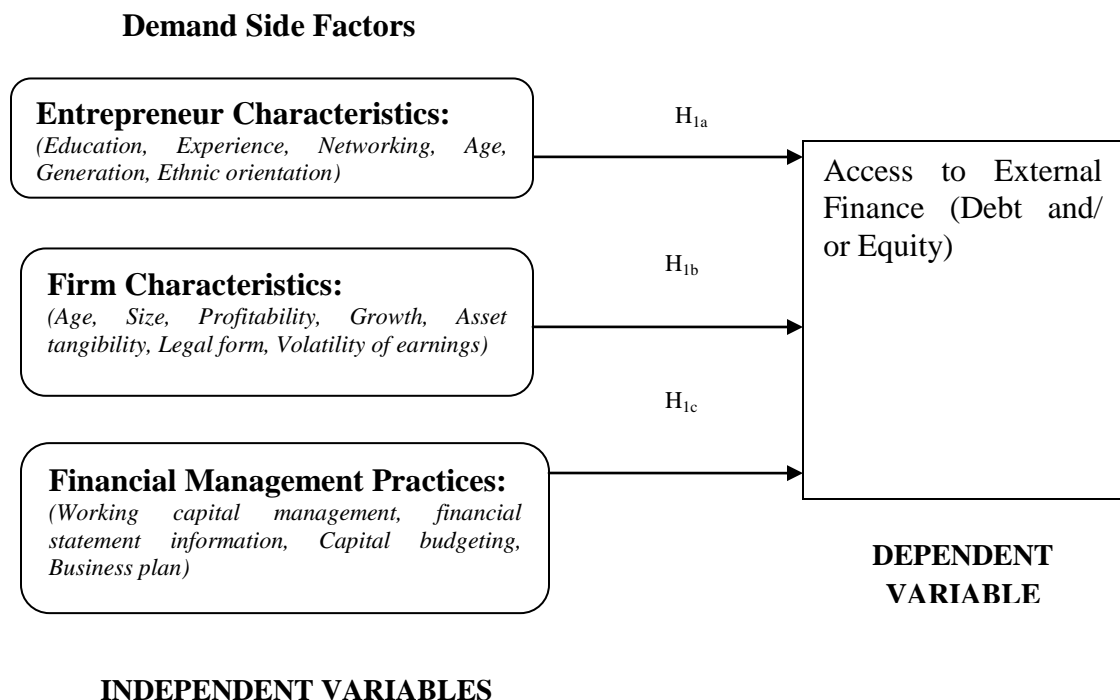 Demand Side Factors
Entrepreneur Characteristics:
(Education, Experience, Networking, Age,
Generation, Ethnic orientation)
H1a
Access to External
Finance (Debt and/
or Equity)
Firm Characteristics:
(Age, Size, Profitability, Growth, Asset
tangibility, Legal form, Volatility of earnings)
H1b
H1c
Financial Management Practices:
(Working capital management, financial
statement information, Capital budgeting,
Business plan)
DEPENDENT
VARIABLE
INDEPENDENT VARIABLES